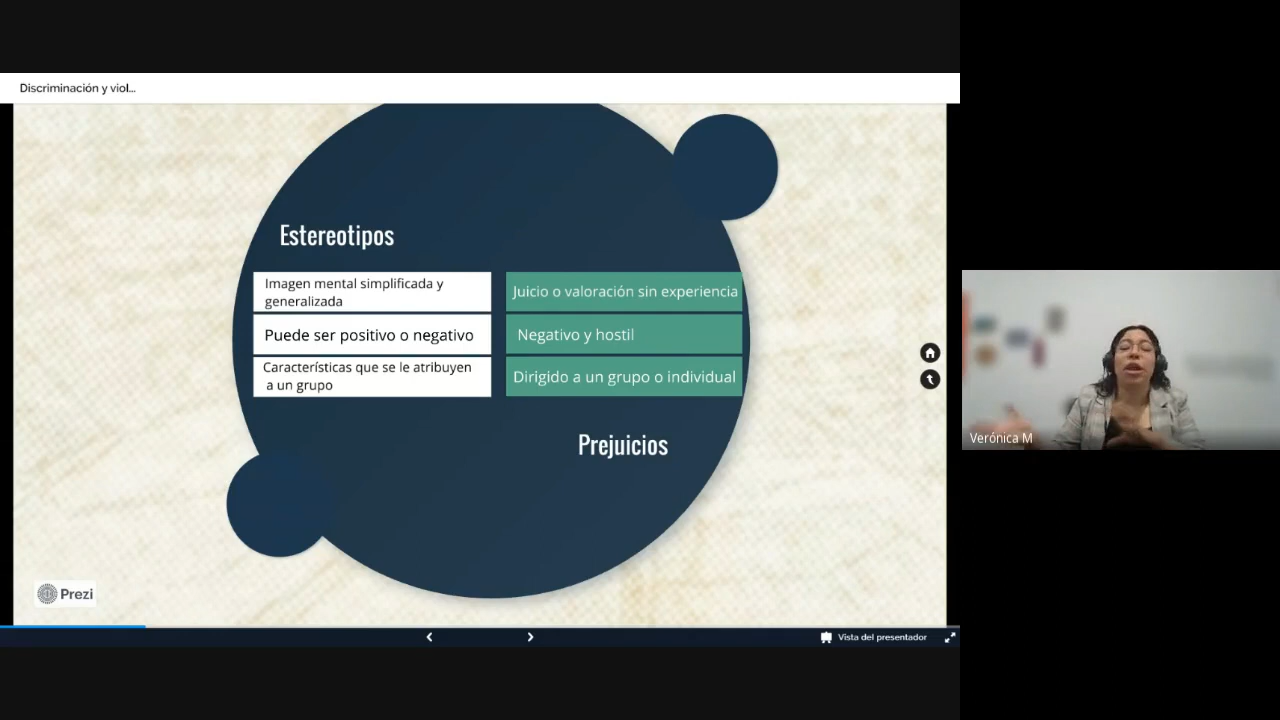 Discriminación y viol...
Estereotipos
Imagen mental simplificada y
generalizada
Puede ser positivo o negativo
Características que se le atribuyen
a un grupo
Juicio o valoración sin experiencia
Negativo y hostil
Dirigido a un grupo o individual
Prejuicios
Verónica M
Prezi
Vista del presentador